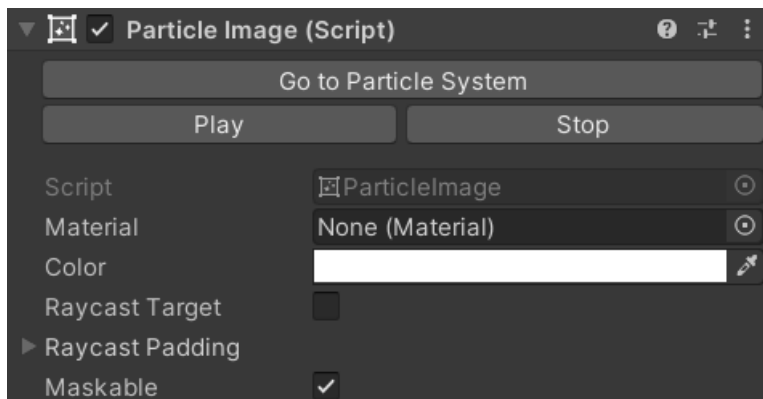 Particle Image (Script)
Go to Particle System
Play Stop
Script ParticleImage
Material None (Material)
Color
Raycast Target
Raycast Padding
Maskable